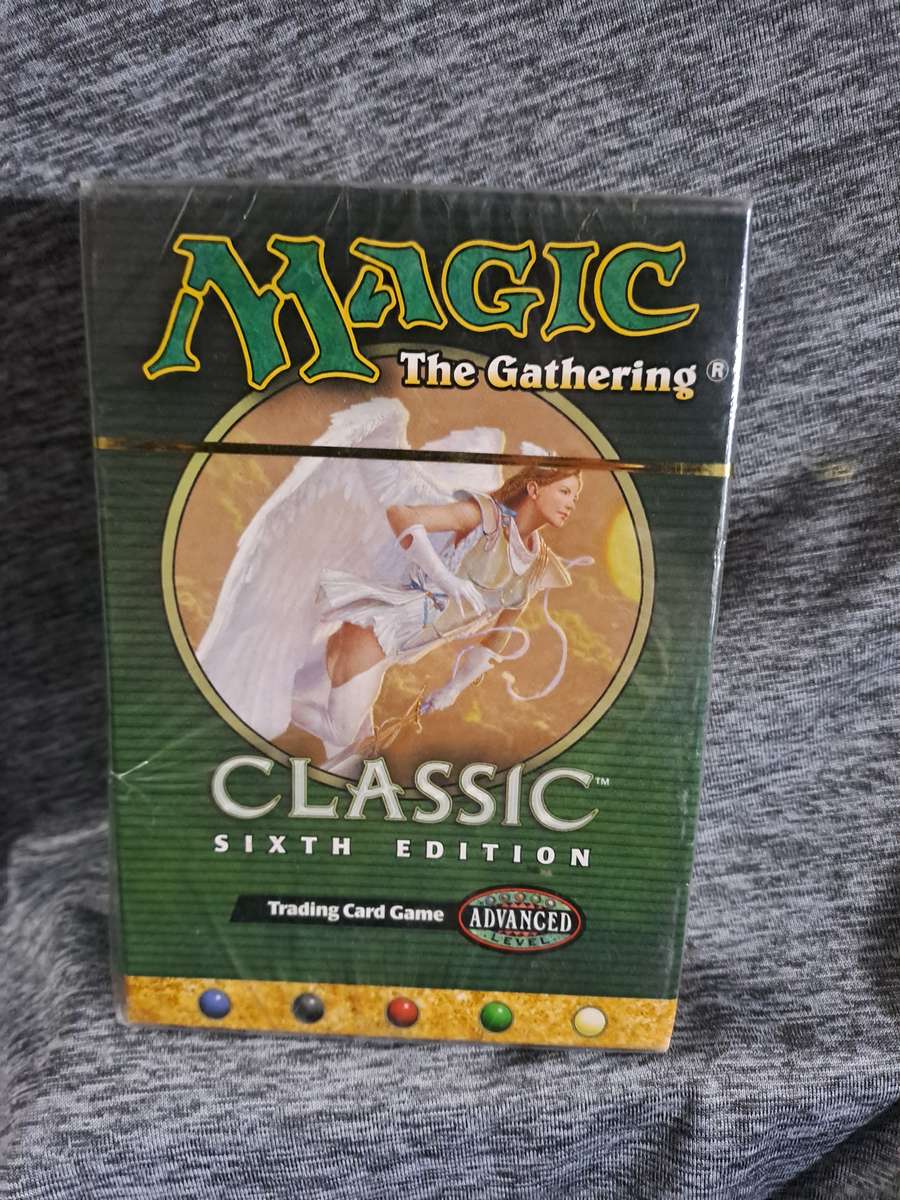 MAGIC
The Gathering®
CLASSIC™
SIXTH EDITION
Trading Card Game
ADVANCED
LEVEL